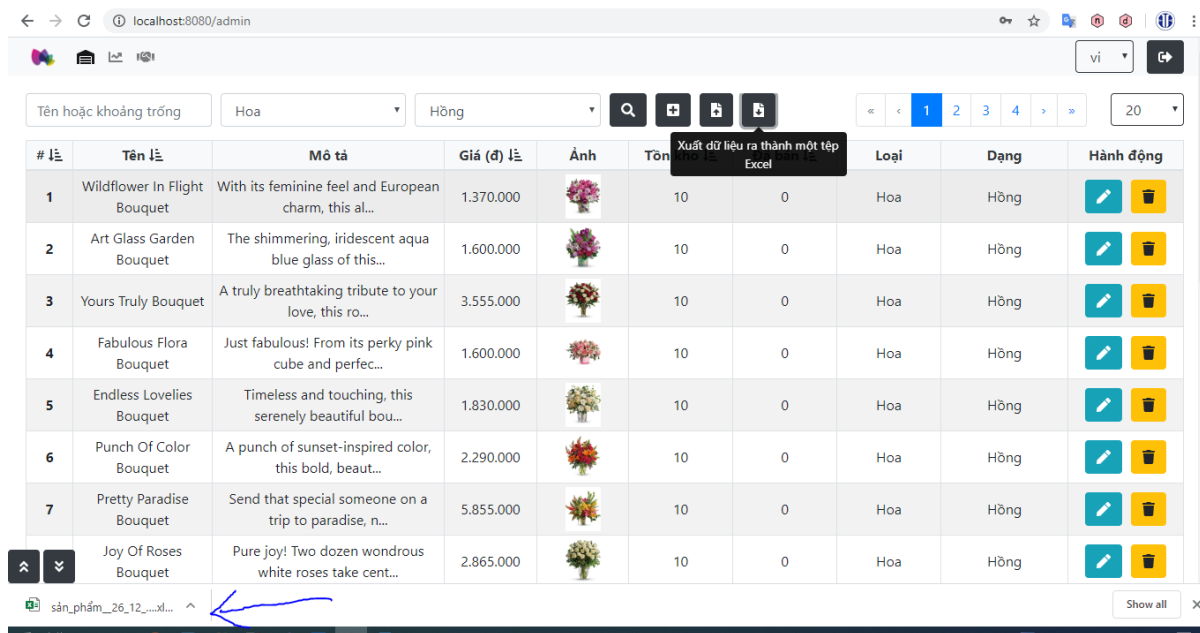 localhost:8080/admin
vi
Tên hoặc khoảng trống
Hoa
Hồng
« ‹ 1 2 3 4 › »
20
Xuất dữ liệu ra thành một tệp
Excel
# Tên Mô tả Giá (đ) Ảnh Tồn kho Đã bán Loại Dạng Hành động
1 Wildflower In Flight Bouquet With its feminine feel and European charm, this al... 1.370.000 10 0 Hoa Hồng
2 Art Glass Garden Bouquet The shimmering, iridescent aqua blue glass of this... 1.600.000 10 0 Hoa Hồng
3 Yours Truly Bouquet A truly breathtaking tribute to your love, this ro... 3.555.000 10 0 Hoa Hồng
4 Fabulous Flora Bouquet Just fabulous! From its perky pink cube and perfec... 1.600.000 10 0 Hoa Hồng
5 Endless Lovelies Bouquet Timeless and touching, this serenely beautiful bou... 1.830.000 10 0 Hoa Hồng
6 Punch Of Color Bouquet A punch of sunset-inspired color, this bold, beaut... 2.290.000 10 0 Hoa Hồng
7 Pretty Paradise Bouquet Send that special someone on a trip to paradise, n... 5.855.000 10 0 Hoa Hồng
Joy Of Roses Bouquet Pure joy! Two dozen wondrous white roses take cent... 2.865.000 10 0 Hoa Hồng
sản_phẩm__26_12_....xl...
Show all